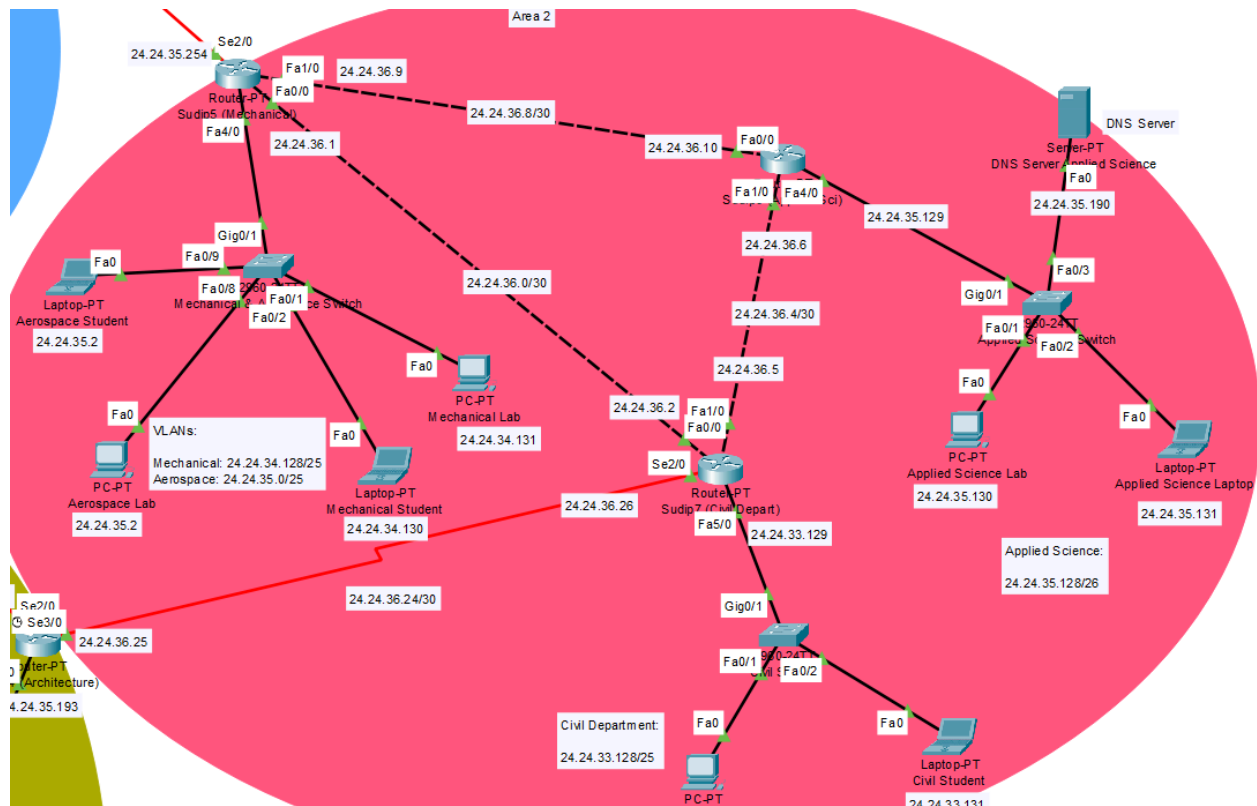 Area 2
Se2/0
24.24.35.254
Fa1/0
24.24.36.9
Fa0/0
Router-PT
Sudip5 (Mechanical)
Fa4/0
24.24.36.1
24.24.36.8/30
24.24.36.10
Fa0/0
Fa1/0
Fa4/0
DNS Server
Server-PT
DNS Server Applied Science
Fa0
24.24.35.190
24.24.35.129
24.24.36.6
Fa0/3
Gig0/1
Fa0/9
Fa0
Fa0/8
Fa0/1
Fa0/2
Laptop-PT
Aerospace Student
24.24.35.2
Mechanical &
Switch
24.24.36.0/30
24.24.36.4/30
24.24.36.5
Gig0/1
Fa0/1
Fa0/2
Switch
Fa0
PC-PT
Mechanical Lab
24.24.34.131
Fa0
PC-PT
Aerospace Lab
24.24.35.2
VLANs:
Mechanical: 24.24.34.128/25
Aerospace: 24.24.35.0/25
Fa0
Laptop-PT
Mechanical Student
24.24.34.130
24.24.36.2
Fa1/0
Fa0/0
Se2/0
Router-PT
Sudip7 (Civil Depart)
Fa5/0
24.24.36.26
24.24.33.129
Fa0
PC-PT
Applied Science Lab
24.24.35.130
Fa0
Laptop-PT
Applied Science Laptop
24.24.35.131
Applied Science:
24.24.35.128/26
24.24.36.24/30
Se2/0
Se3/0
24.24.36.25
(Architecture)
4.24.35.193
Gig0/1
Fa0/1
Fa0/2
Civil Department:
24.24.33.128/25
Fa0
PC-PT
Fa0
Laptop-PT
Civil Student
24.24.33.131